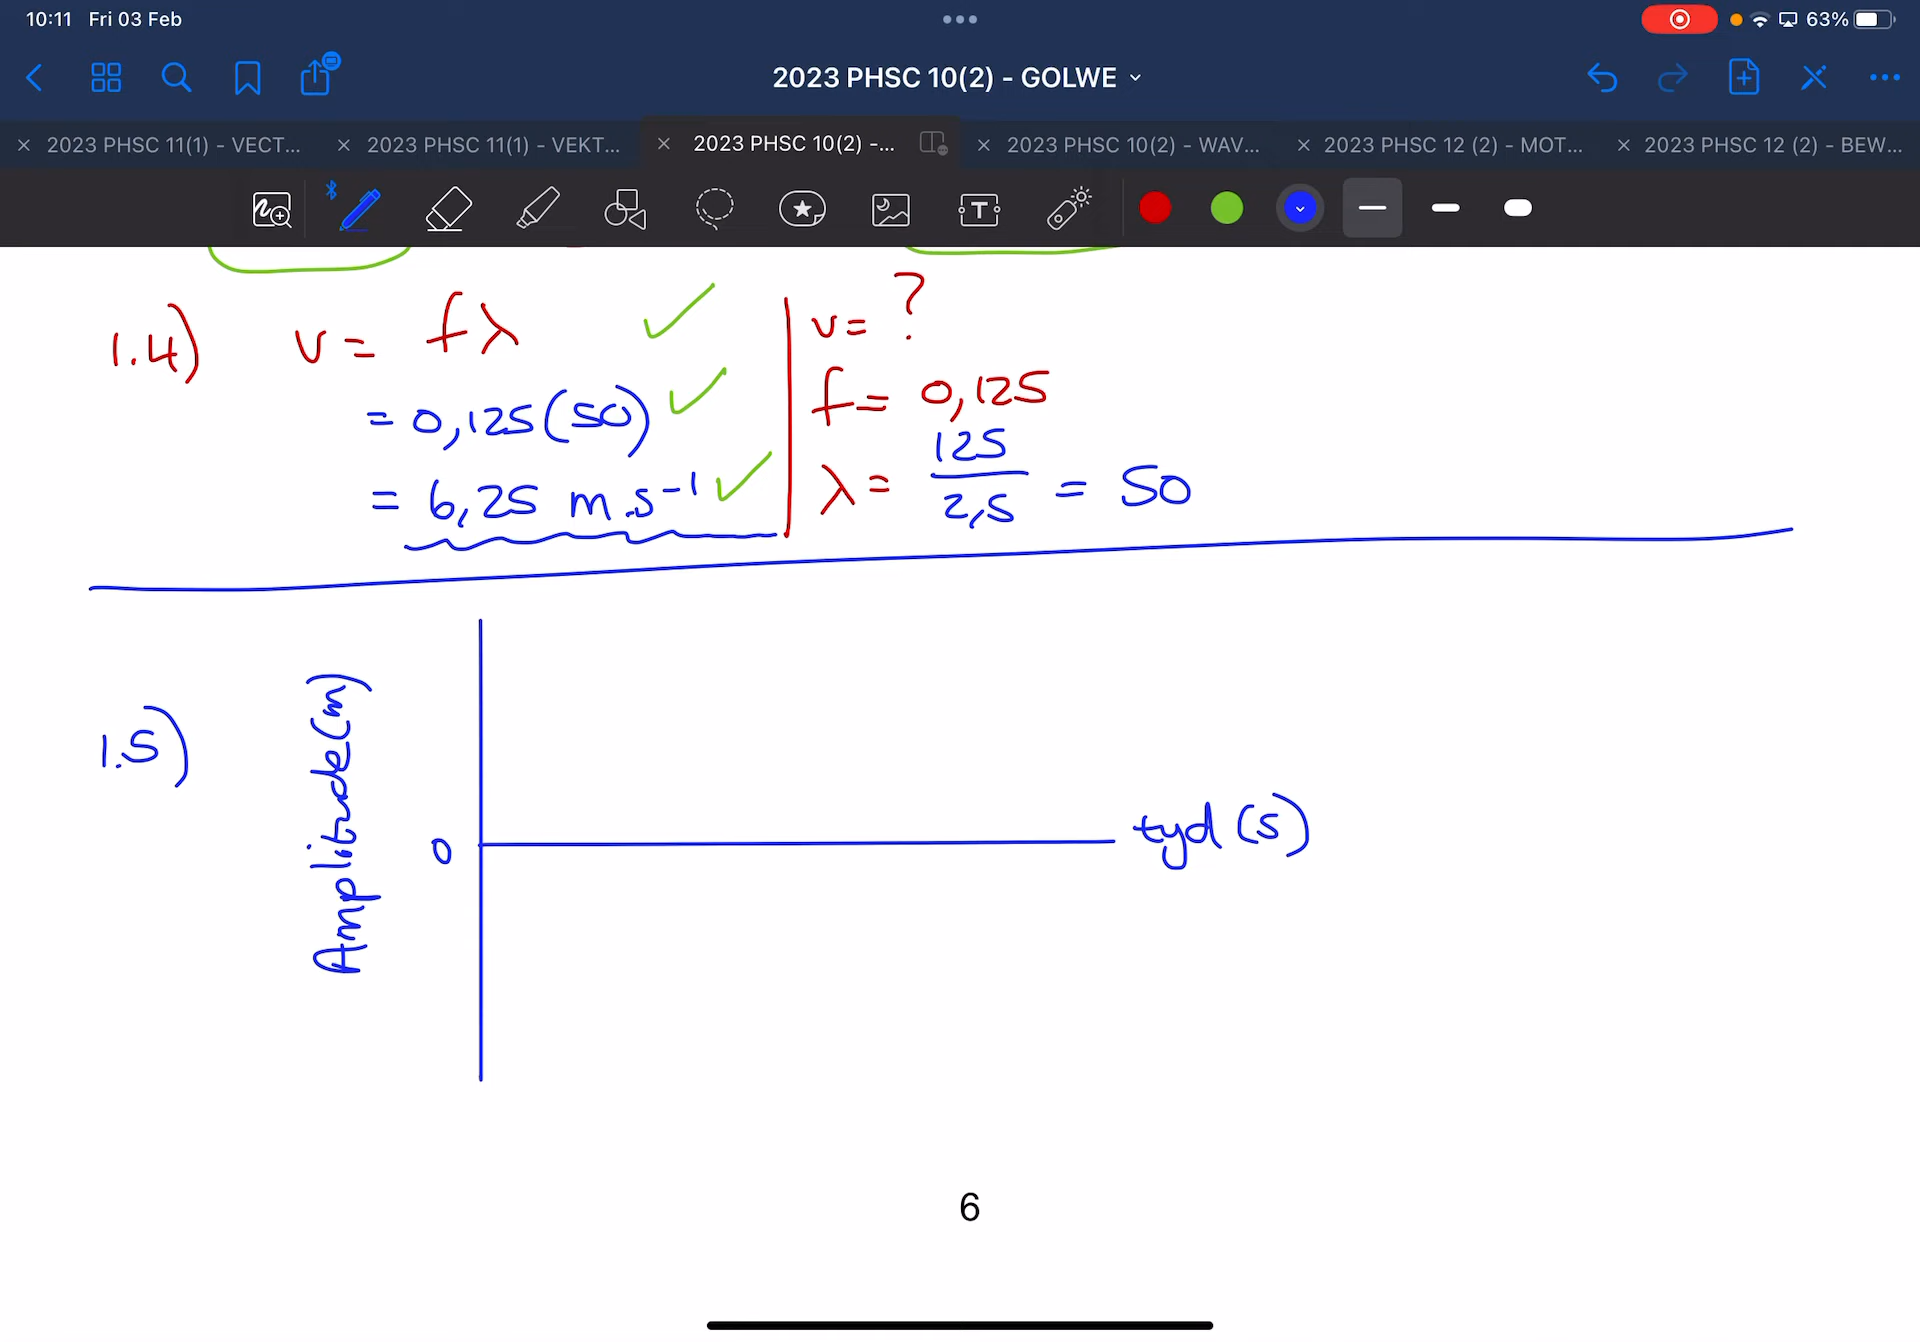 10:11 Fri 03 Feb
63%
2023 PHSC 10(2) - GOLWE
2023 PHSC 11(1) - VECT...
2023 PHSC 11(1) - VEKT...
2023 PHSC 10(2) -...
2023 PHSC 10(2) - WAV...
2023 PHSC 12 (2) - MOT...
2023 PHSC 12 (2) - BEW...
T
1.4) v = fλ
= 0,125(50)
= 6,25 m.s⁻¹
v = ?
f = 0,125
λ = 125/2,5 = 50
1.5)
Amplitude(m)
0
tyd (s)
6